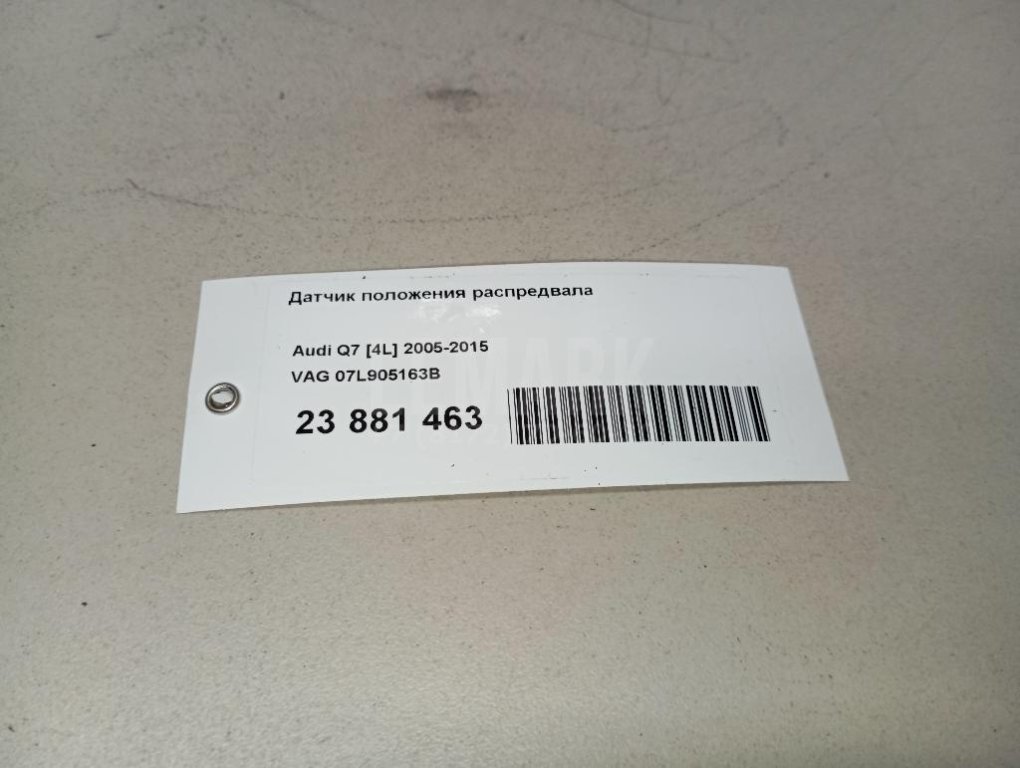 Датчик положения распредвала
Audi Q7 [4L] 2005-2015
VAG 07L905163B
23 881 463